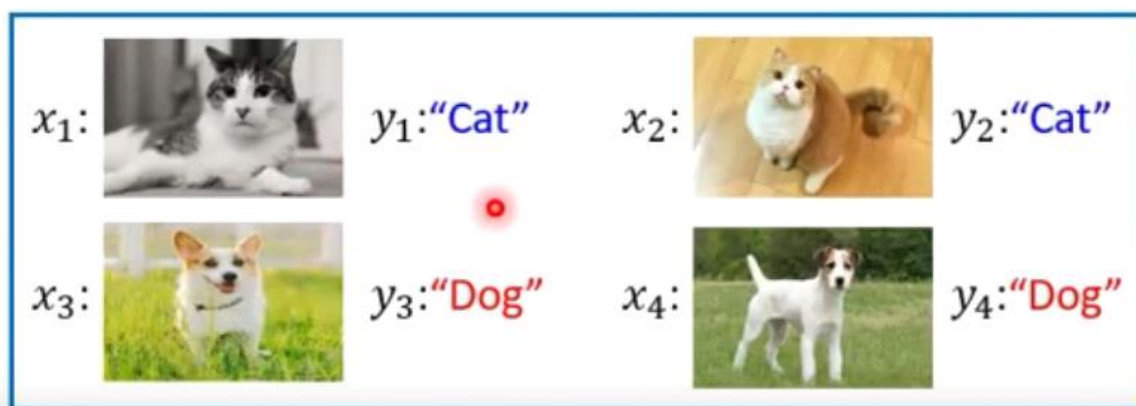 x₁: y₁:“Cat” x₂: y₂:“Cat”
x₃: y₃:“Dog” x₄: y₄:“Dog”